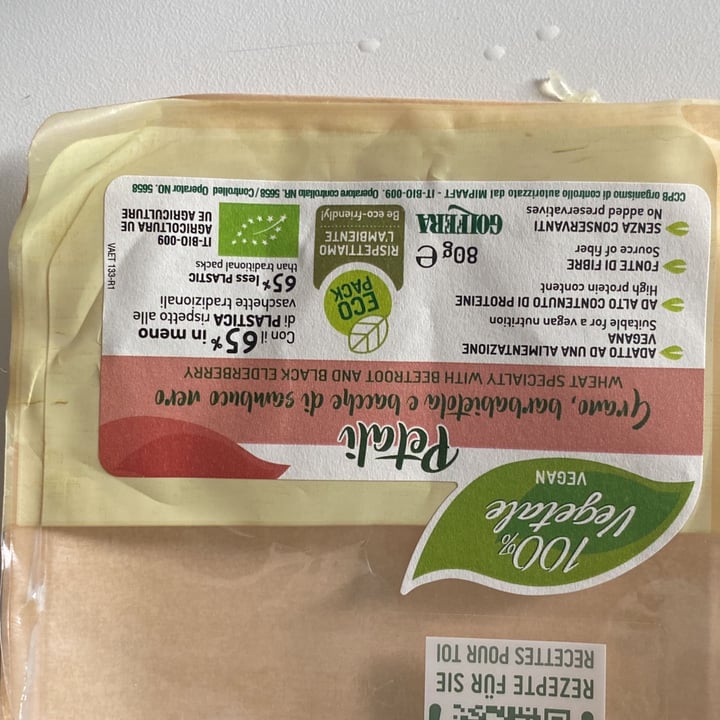 REZEPTE FÜR SIE
RECETTES POUR TOI
100%
Vegetale
VEGAN
Petali
Grano, barbabietola e bacche di sambuco nero
WHEAT SPECIALTY WITH BEETROOT AND BLACK ELDERBERRY
ADATTO AD UNA ALIMENTAZIONE
VEGANA
Suitable for a vegan nutrition
AD ALTO CONTENUTO DI PROTEINE
High protein content
FONTE DI FIBRE
Source of fiber
SENZA CONSERVANTI
No added preservatives
80g e
GOLFERA
ECO
PACK
RISPETTIAMO
L'AMBIENTE
Be eco-friendly!
Con il 65% in meno
di PLASTICA rispetto alle
vaschette tradizionali
65% less PLASTIC
than traditional packs
IT-BIO-009
AGRICOLTURA UE
UE AGRICULTURE
VAET 133-R1
CCPB organismo di controllo autorizzato dal MIPAAFT - IT-BIO-009. Operatore controllato NR. 5658 / Controlled Operator NO. 5658